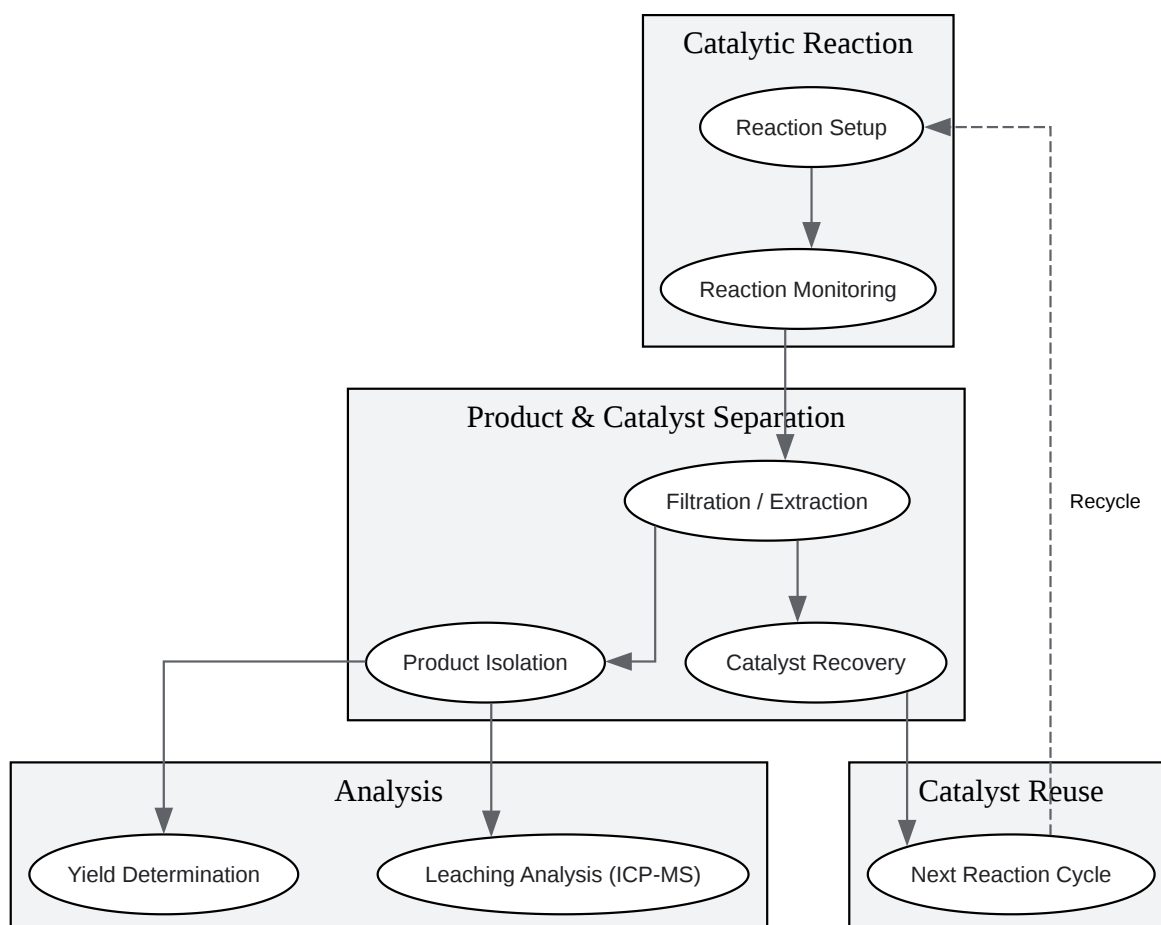 Catalytic Reaction
Reaction Setup
Reaction Monitoring
Product & Catalyst Separation
Filtration / Extraction
Recycle
Product Isolation
Catalyst Recovery
Analysis
Catalyst Reuse
Yield Determination
Leaching Analysis (ICP-MS)
Next Reaction Cycle